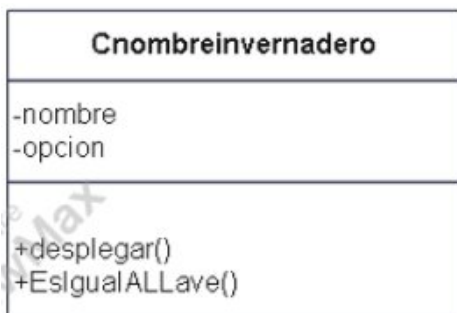 Cnombreinvernadero
-nombre
-opcion
+desplegar()
+EsIgualALLave()